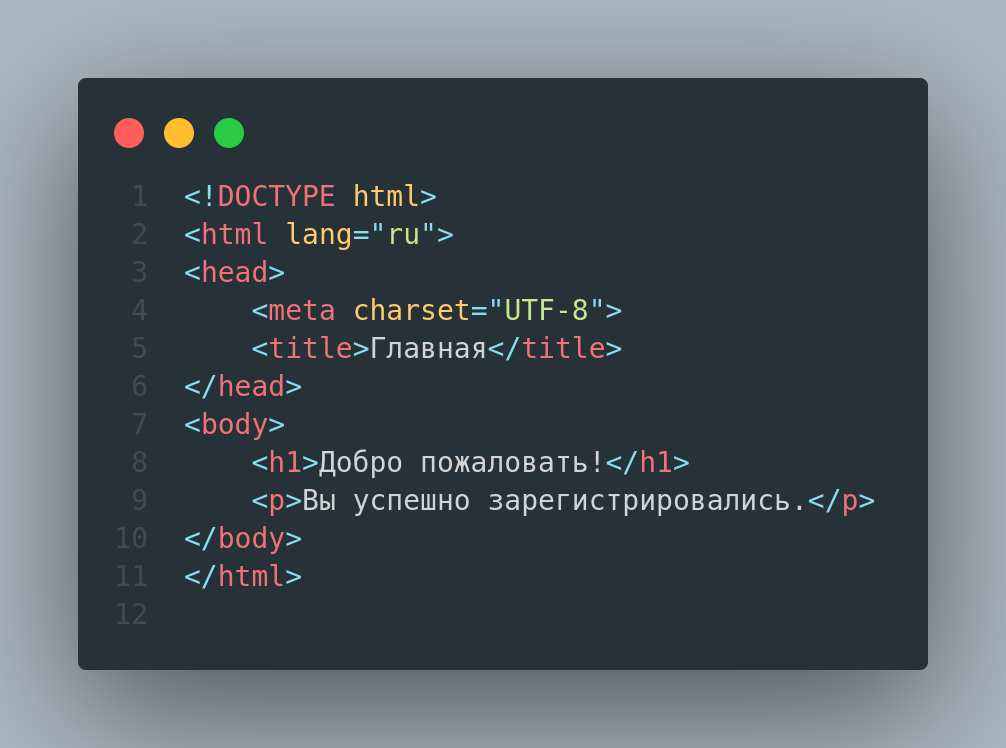 1 <!DOCTYPE html>
2 <html lang="ru">
3 <head>
4     <meta charset="UTF-8">
5     <title>Главная</title>
6 </head>
7 <body>
8     <h1>Добро пожаловать!</h1>
9     <p>Вы успешно зарегистрировались.</p>
10 </body>
11 </html>
12